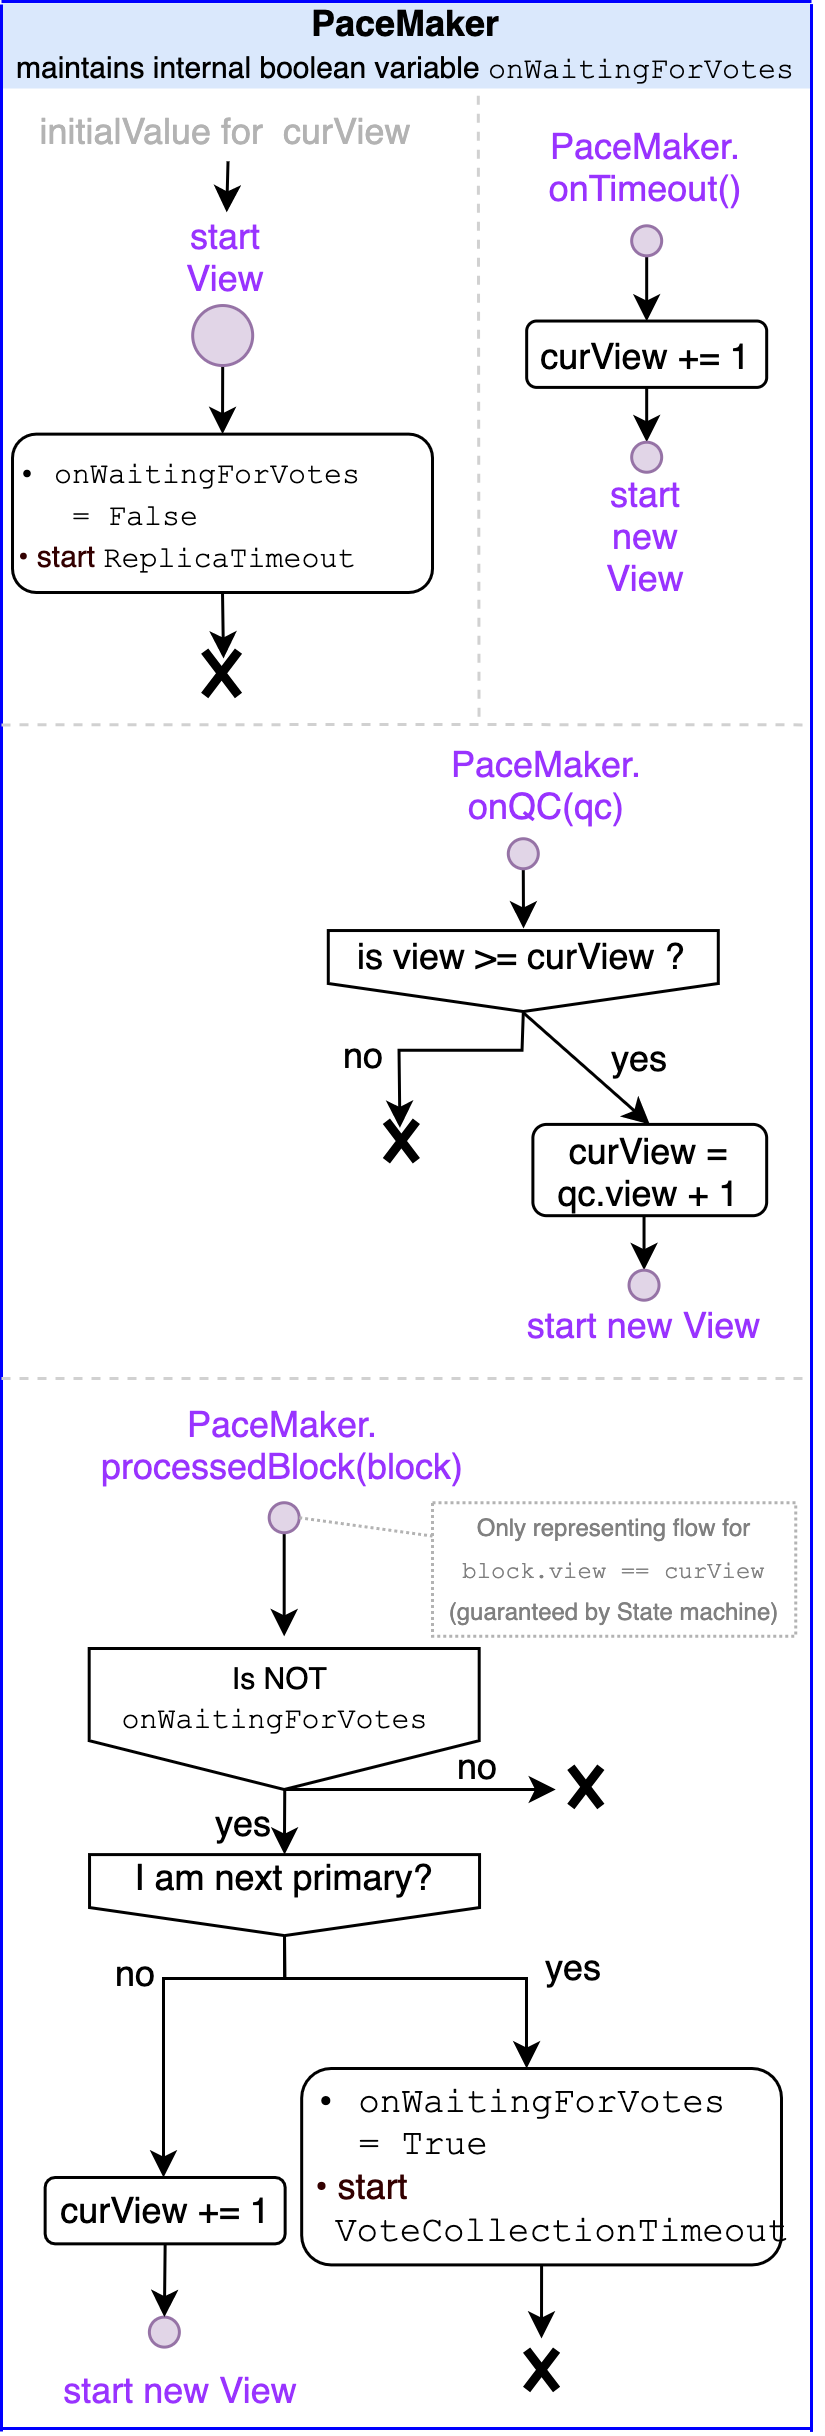 PaceMaker
maintains internal boolean variable onWaitingForVotes
initialValue for curView
start
View
• onWaitingForVotes
= False
• start ReplicaTimeout
X
PaceMaker.
onTimeout()
curView += 1
start
new
View
PaceMaker.
onQC(qc)
is view >= curView ?
no
yes
X
curView =
qc.view + 1
start new View
PaceMaker.
processedBlock(block)
Only representing flow for
block.view == curView
(guaranteed by State machine)
Is NOT
onWaitingForVotes
no
X
yes
I am next primary?
no
yes
• onWaitingForVotes
= True
• start
VoteCollectionTimeout
curView += 1
X
start new View